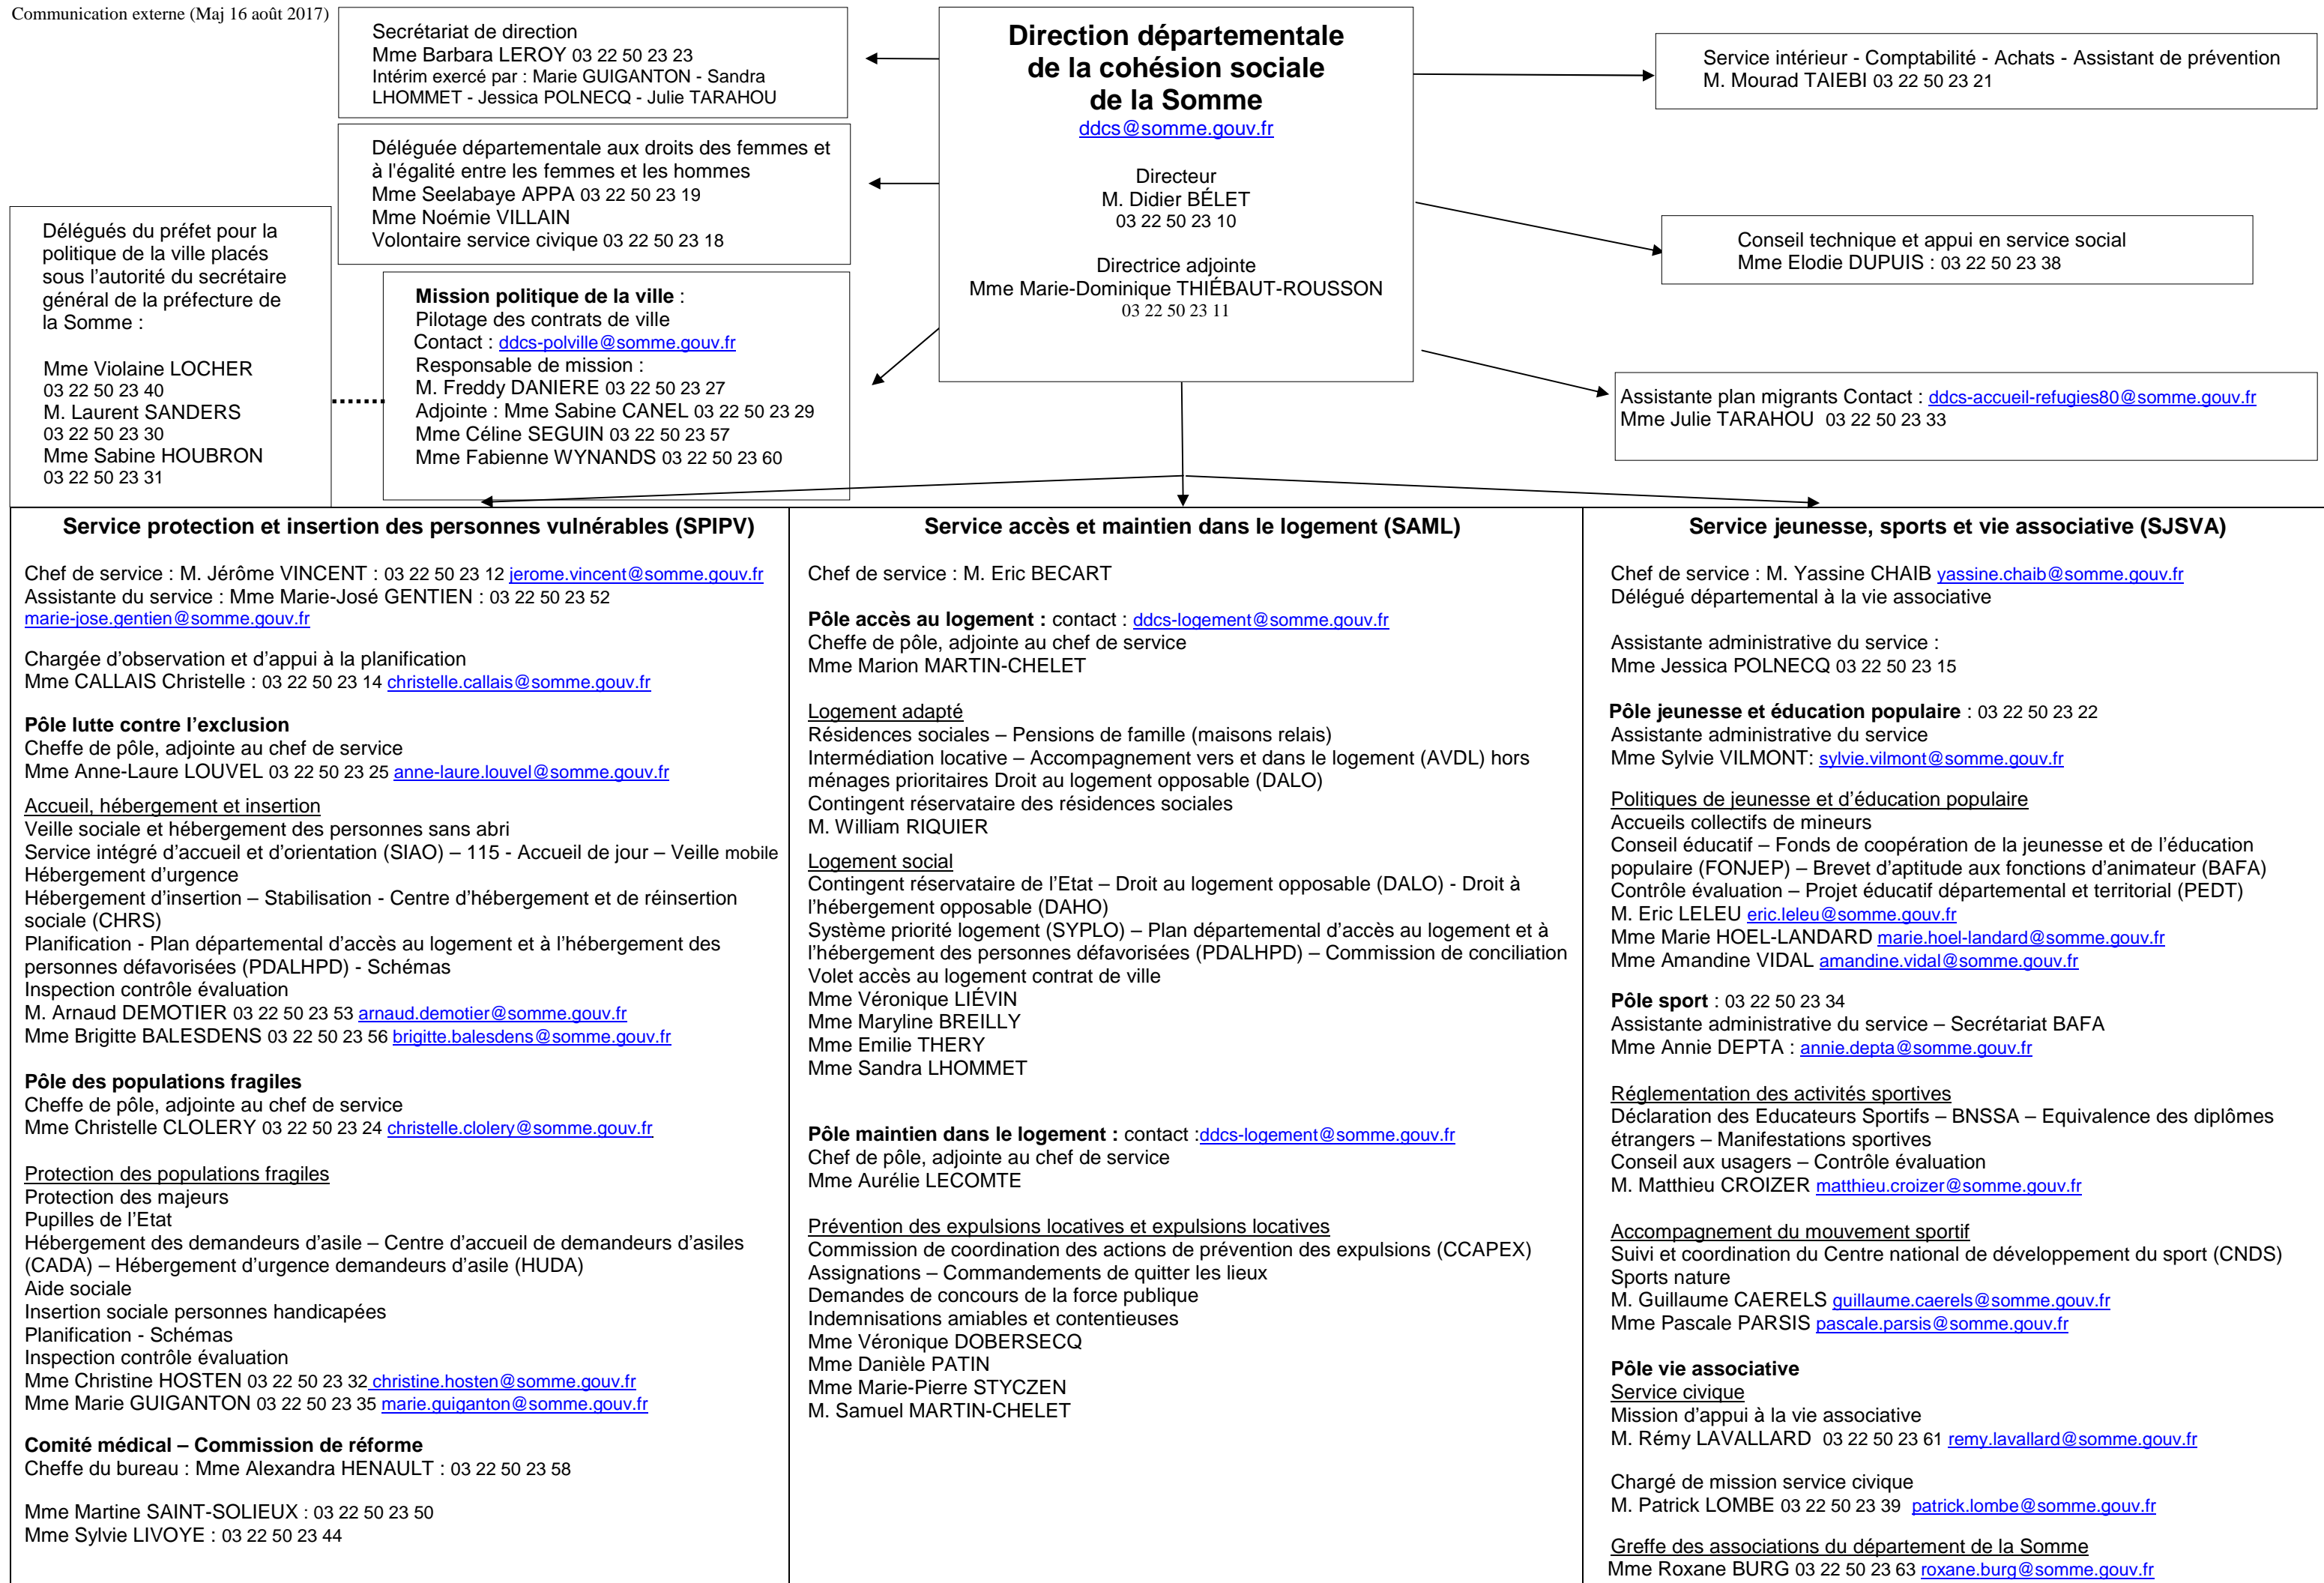 Communication externe (Maj 16 août 2017)
Secrétariat de direction
Mme Barbara LEROY 03 22 50 23 23
Intérim exercé par : Marie GUIGANTON - Sandra
LHOMMET - Jessica POLNECQ - Julie TARAHOU
Déléguée départementale aux droits des femmes et
à l'égalité entre les femmes et les hommes
Mme Seelabaye APPA 03 22 50 23 19
Mme Noémie VILLAIN
Volontaire service civique 03 22 50 23 18
Délégués du préfet pour la
politique de la ville placés
sous l’autorité du secrétaire
général de la préfecture de
la Somme :
Mme Violaine LOCHER
03 22 50 23 40
M. Laurent SANDERS
03 22 50 23 30
Mme Sabine HOUBRON
03 22 50 23 31
Mission politique de la ville :
Pilotage des contrats de ville
Contact : ddcs-polville@somme.gouv.fr
Responsable de mission :
M. Freddy DANIERE 03 22 50 23 27
Adjointe : Mme Sabine CANEL 03 22 50 23 29
Mme Céline SEGUIN 03 22 50 23 57
Mme Fabienne WYNANDS 03 22 50 23 60
Direction départementale
de la cohésion sociale
de la Somme
ddcs@somme.gouv.fr
Directeur
M. Didier BÉLET
03 22 50 23 10
Directrice adjointe
Mme Marie-Dominique THIÉBAUT-ROUSSON
03 22 50 23 11
Service intérieur - Comptabilité - Achats - Assistant de prévention
M. Mourad TAIEBI 03 22 50 23 21
Conseil technique et appui en service social
Mme Elodie DUPUIS : 03 22 50 23 38
Assistante plan migrants Contact : ddcs-accueil-refugies80@somme.gouv.fr
Mme Julie TARAHOU 03 22 50 23 33
Service protection et insertion des personnes vulnérables (SPIPV)
Chef de service : M. Jérôme VINCENT : 03 22 50 23 12 jerome.vincent@somme.gouv.fr
Assistante du service : Mme Marie-José GENTIEN : 03 22 50 23 52
marie-jose.gentien@somme.gouv.fr
Chargée d’observation et d’appui à la planification
Mme CALLAIS Christelle : 03 22 50 23 14 christelle.callais@somme.gouv.fr
Pôle lutte contre l’exclusion
Cheffe de pôle, adjointe au chef de service
Mme Anne-Laure LOUVEL 03 22 50 23 25 anne-laure.louvel@somme.gouv.fr
Accueil, hébergement et insertion
Veille sociale et hébergement des personnes sans abri
Service intégré d’accueil et d’orientation (SIAO) – 115 - Accueil de jour – Veille mobile
Hébergement d’urgence
Hébergement d’insertion – Stabilisation - Centre d’hébergement et de réinsertion
sociale (CHRS)
Planification - Plan départemental d’accès au logement et à l’hébergement des
personnes défavorisées (PDALHPD) - Schémas
Inspection contrôle évaluation
M. Arnaud DEMOTIER 03 22 50 23 53 arnaud.demotier@somme.gouv.fr
Mme Brigitte BALESDENS 03 22 50 23 56 brigitte.balesdens@somme.gouv.fr
Pôle des populations fragiles
Cheffe de pôle, adjointe au chef de service
Mme Christelle CLOLERY 03 22 50 23 24 christelle.clolery@somme.gouv.fr
Protection des populations fragiles
Protection des majeurs
Pupilles de l’Etat
Hébergement des demandeurs d’asile – Centre d’accueil de demandeurs d’asiles
(CADA) – Hébergement d’urgence demandeurs d’asile (HUDA)
Aide sociale
Insertion sociale personnes handicapées
Planification - Schémas
Inspection contrôle évaluation
Mme Christine HOSTEN 03 22 50 23 32 christine.hosten@somme.gouv.fr
Mme Marie GUIGANTON 03 22 50 23 35 marie.guiganton@somme.gouv.fr
Comité médical – Commission de réforme
Cheffe du bureau : Mme Alexandra HENAULT : 03 22 50 23 58
Mme Martine SAINT-SOLIEUX : 03 22 50 23 50
Mme Sylvie LIVOYE : 03 22 50 23 44
Service accès et maintien dans le logement (SAML)
Chef de service : M. Eric BECART
Pôle accès au logement : contact : ddcs-logement@somme.gouv.fr
Cheffe de pôle, adjointe au chef de service
Mme Marion MARTIN-CHELET
Logement adapté
Résidences sociales – Pensions de famille (maisons relais)
Intermédiation locative – Accompagnement vers et dans le logement (AVDL) hors
ménages prioritaires Droit au logement opposable (DALO)
Contingent réservataire des résidences sociales
M. William RIQUIER
Logement social
Contingent réservataire de l’Etat – Droit au logement opposable (DALO) - Droit à
l’hébergement opposable (DAHO)
Système priorité logement (SYPLO) – Plan départemental d’accès au logement et à
l’hébergement des personnes défavorisées (PDALHPD) – Commission de conciliation
Volet accès au logement contrat de ville
Mme Véronique LIÉVIN
Mme Maryline BREILLY
Mme Emilie THERY
Mme Sandra LHOMMET
Pôle maintien dans le logement : contact :ddcs-logement@somme.gouv.fr
Chef de pôle, adjointe au chef de service
Mme Aurélie LECOMTE
Prévention des expulsions locatives et expulsions locatives
Commission de coordination des actions de prévention des expulsions (CCAPEX)
Assignations – Commandements de quitter les lieux
Demandes de concours de la force publique
Indemnisations amiables et contentieuses
Mme Véronique DOBERSECQ
Mme Danièle PATIN
Mme Marie-Pierre STYCZEN
M. Samuel MARTIN-CHELET
Service jeunesse, sports et vie associative (SJSVA)
Chef de service : M. Yassine CHAIB yassine.chaib@somme.gouv.fr
Délégué départemental à la vie associative
Assistante administrative du service :
Mme Jessica POLNECQ 03 22 50 23 15
Pôle jeunesse et éducation populaire : 03 22 50 23 22
Assistante administrative du service
Mme Sylvie VILMONT: sylvie.vilmont@somme.gouv.fr
Politiques de jeunesse et d’éducation populaire
Accueils collectifs de mineurs
Conseil éducatif – Fonds de coopération de la jeunesse et de l’éducation
populaire (FONJEP) – Brevet d’aptitude aux fonctions d’animateur (BAFA)
Contrôle évaluation – Projet éducatif départemental et territorial (PEDT)
M. Eric LELEU eric.leleu@somme.gouv.fr
Mme Marie HOEL-LANDARD marie.hoel-landard@somme.gouv.fr
Mme Amandine VIDAL amandine.vidal@somme.gouv.fr
Pôle sport : 03 22 50 23 34
Assistante administrative du service – Secrétariat BAFA
Mme Annie DEPTA : annie.depta@somme.gouv.fr
Réglementation des activités sportives
Déclaration des Educateurs Sportifs – BNSSA – Equivalence des diplômes
étrangers – Manifestations sportives
Conseil aux usagers – Contrôle évaluation
M. Matthieu CROIZER matthieu.croizer@somme.gouv.fr
Accompagnement du mouvement sportif
Suivi et coordination du Centre national de développement du sport (CNDS)
Sports nature
M. Guillaume CAERELS guillaume.caerels@somme.gouv.fr
Mme Pascale PARSIS pascale.parsis@somme.gouv.fr
Pôle vie associative
Service civique
Mission d’appui à la vie associative
M. Rémy LAVALLARD 03 22 50 23 61 remy.lavallard@somme.gouv.fr
Chargé de mission service civique
M. Patrick LOMBE 03 22 50 23 39 patrick.lombe@somme.gouv.fr
Greffe des associations du département de la Somme
Mme Roxane BURG 03 22 50 23 63 roxane.burg@somme.gouv.fr